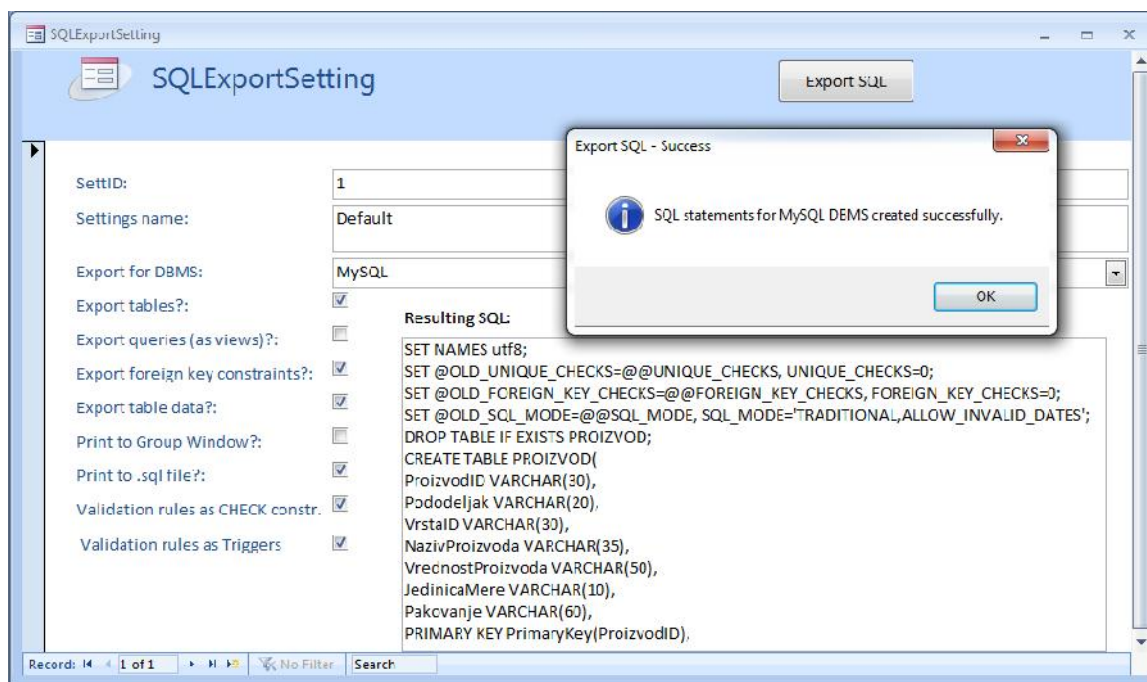 SQLExportSetting
SQLExportSetting
Export SQL
Export SQL - Success
SQL statements for MySQL DEMS created successfully.
OK
SettID:
1
Settings name:
Default
Export for DBMS:
MySQL
Export tables?:
Export queries (as views)?:
Export foreign key constraints?:
Export table data?:
Print to Group Window?:
Print to .sql file?:
Validation rules as CHECK constr.
Validation rules as Triggers
Resulting SQL:
SET NAMES utf8;
SET @OLD_UNIQUE_CHECKS=@@UNIQUE_CHECKS, UNIQUE_CHECKS=0;
SET @OLD_FOREIGN_KEY_CHECKS=@@FOREIGN_KEY_CHECKS, FOREIGN_KEY_CHECKS=0;
SET @OLD_SQL_MODE=@@SQL_MODE, SQL_MODE='TRADITIONAL,ALLOW_INVALID_DATES';
DROP TABLE IF EXISTS PROIZVOD;
CREATE TABLE PROIZVOD(
ProizvodID VARCHAR(30),
Pododeljak VARCHAR(20),
VrstaID VARCHAR(30),
NazivProizvoda VARCHAR(35),
VrednostProizvoda VARCHAR(50),
JedinicaMere VARCHAR(10),
Pakovanje VARCHAR(60),
PRIMARY KEY PrimaryKey(ProizvodID),
Record: 1 of 1 No Filter Search